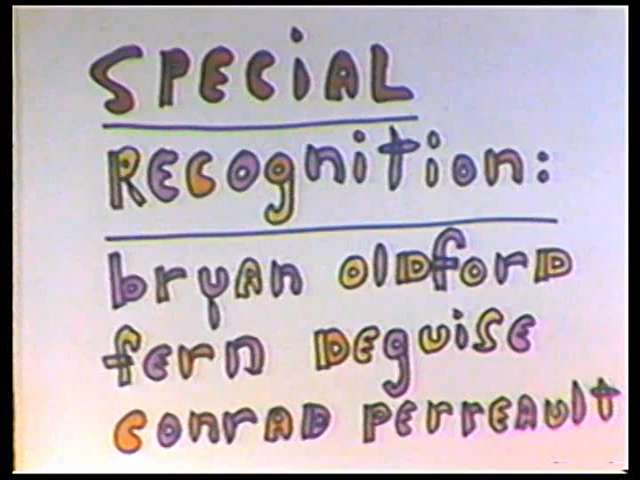 SPECiAL
RECOgnition:
bryAn olDforD
fern DEguisE
conrAD PErrEAult